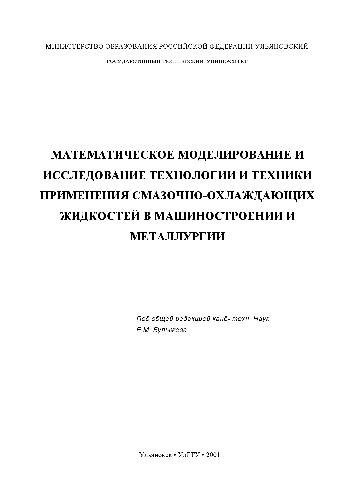 МИНИСТЕРСТВО ОБРАЗОВАНИЯ РОССИЙСКОЙ ФЕДЕРАЦИИ УЛЬЯНОВСКИЙ
ГОСУДАРСТВЕННЫЙ ТЕХНИЧЕСКИЙ УНИВЕРСИТЕТ
МАТЕМАТИЧЕСКОЕ МОДЕЛИРОВАНИЕ И
ИССЛЕДОВАНИЕ ТЕХНОЛОГИИ И ТЕХНИКИ
ПРИМЕНЕНИЯ СМАЗОЧНО-ОХЛАЖДАЮЩИХ
ЖИДКОСТЕЙ В МАШИНОСТРОЕНИИ И
МЕТАЛЛУРГИИ
Под общей редакцией канд. техн. Наук
Е.М. Булыжева
Ульяновск • УлГТУ • 2001